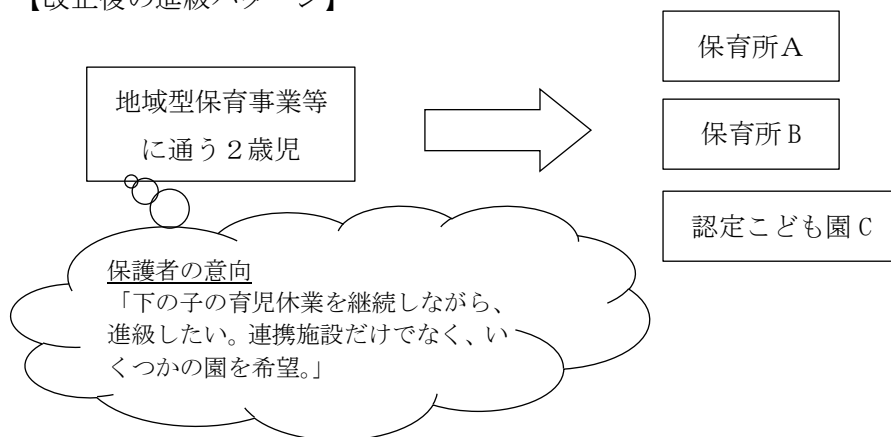 【改正後の進級パターン】
地域型保育事業等
に通う２歳児
保育所Ａ
保育所Ｂ
認定こども園Ｃ
保護者の意向
「下の子の育児休業を継続しながら、
進級したい。連携施設だけでなく、い
くつかの園を希望。」